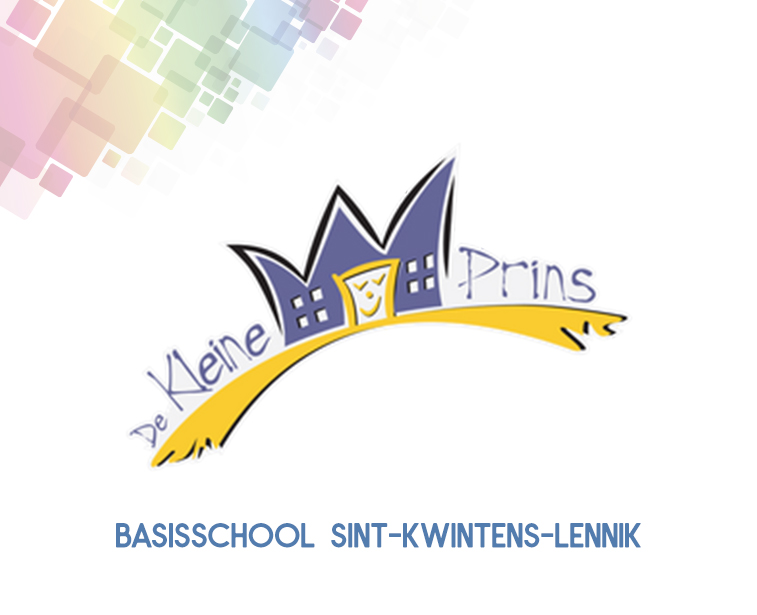 De Kleine Prins
BASISSCHOOL SINT-KWINTENS-LENNIK